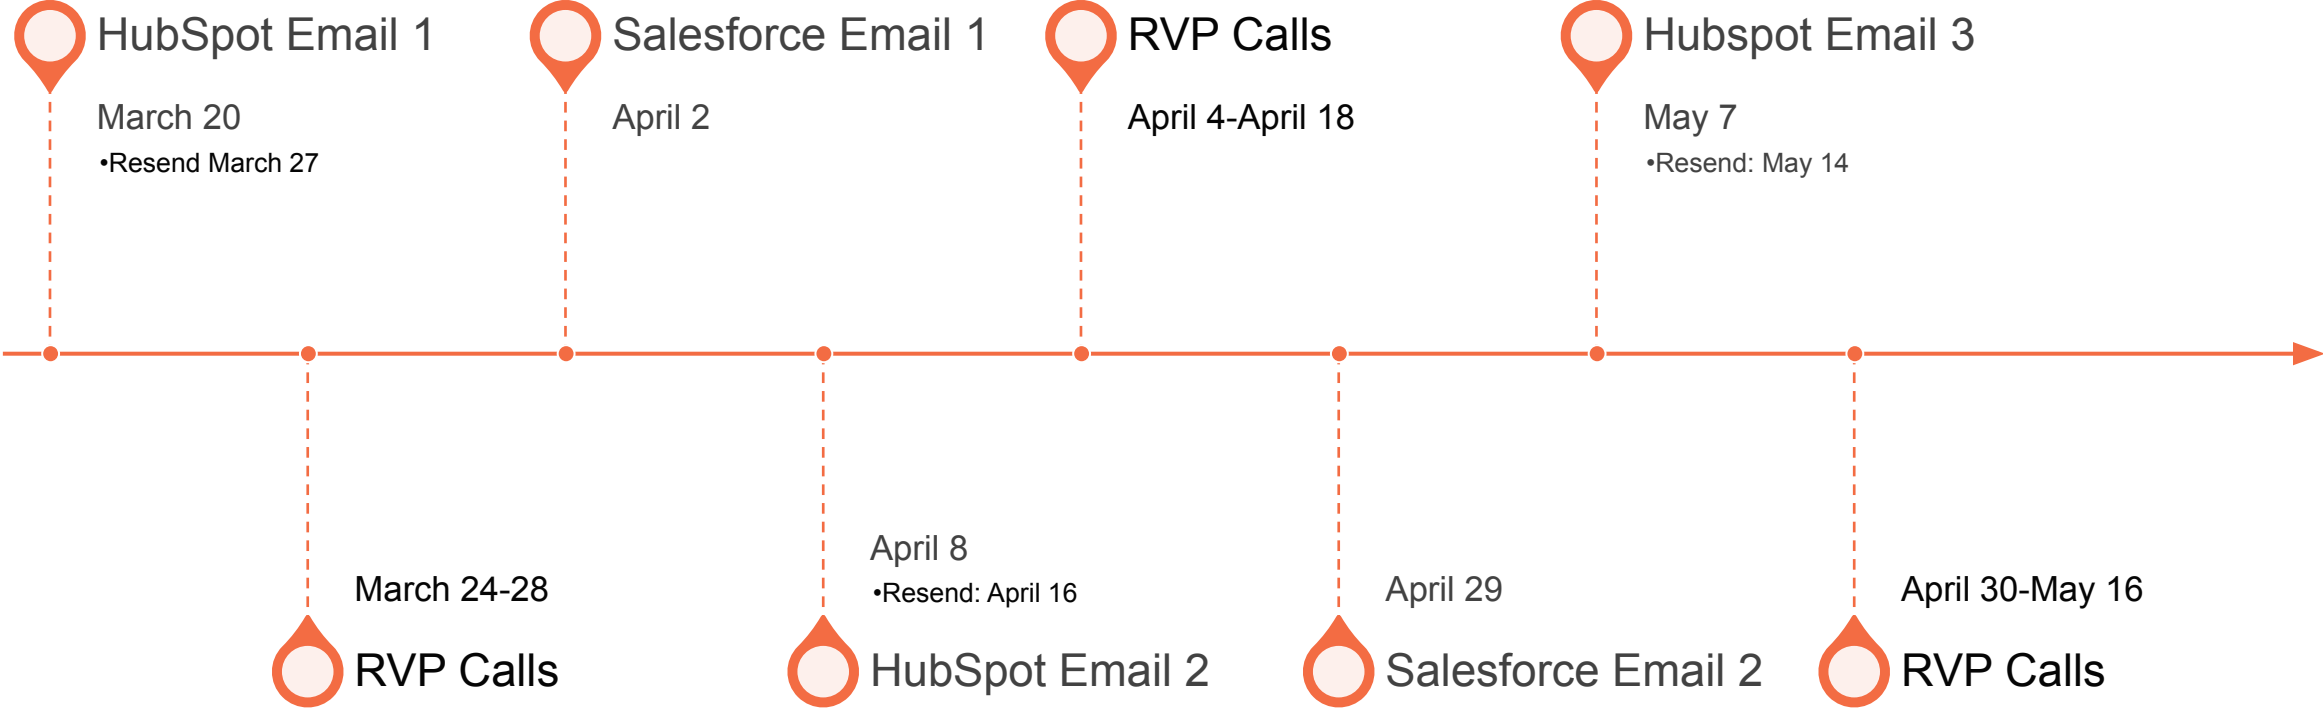 HubSpot Email 1
March 20
•Resend March 27
Salesforce Email 1
April 2
RVP Calls
April 4-April 18
Hubspot Email 3
May 7
•Resend: May 14
March 24-28
RVP Calls
April 8
•Resend: April 16
HubSpot Email 2
April 29
Salesforce Email 2
April 30-May 16
RVP Calls